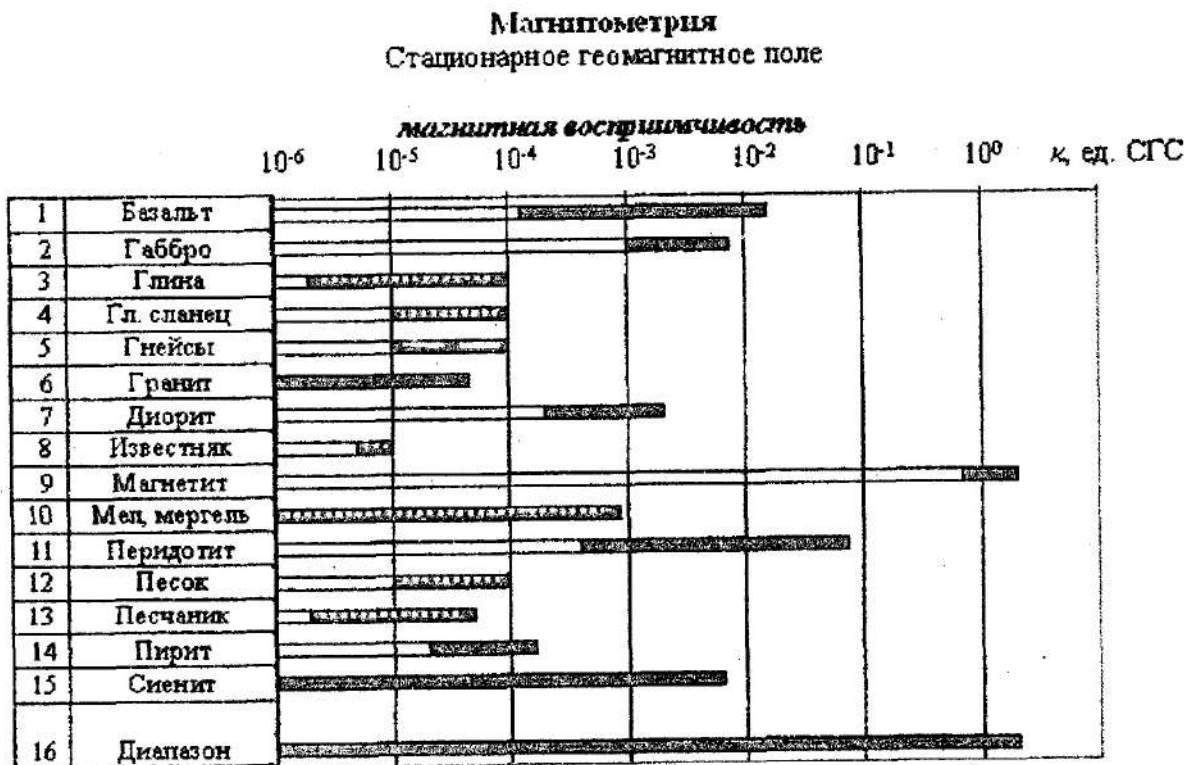 Магнитометрия
Стационарное геомагнитное поле
магнитная восприимчивость
10⁻⁶ 10⁻⁵ 10⁻⁴ 10⁻³ 10⁻² 10⁻¹ 10⁰ κ, ед. СГС
1 Базальт
2 Габбро
3 Глина
4 Гл. сланец
5 Гнейсы
6 Гранит
7 Диорит
8 Известняк
9 Магнетит
10 Мел, мергель
11 Перидотит
12 Песок
13 Песчаник
14 Пирит
15 Сиенит
16 Диапазон